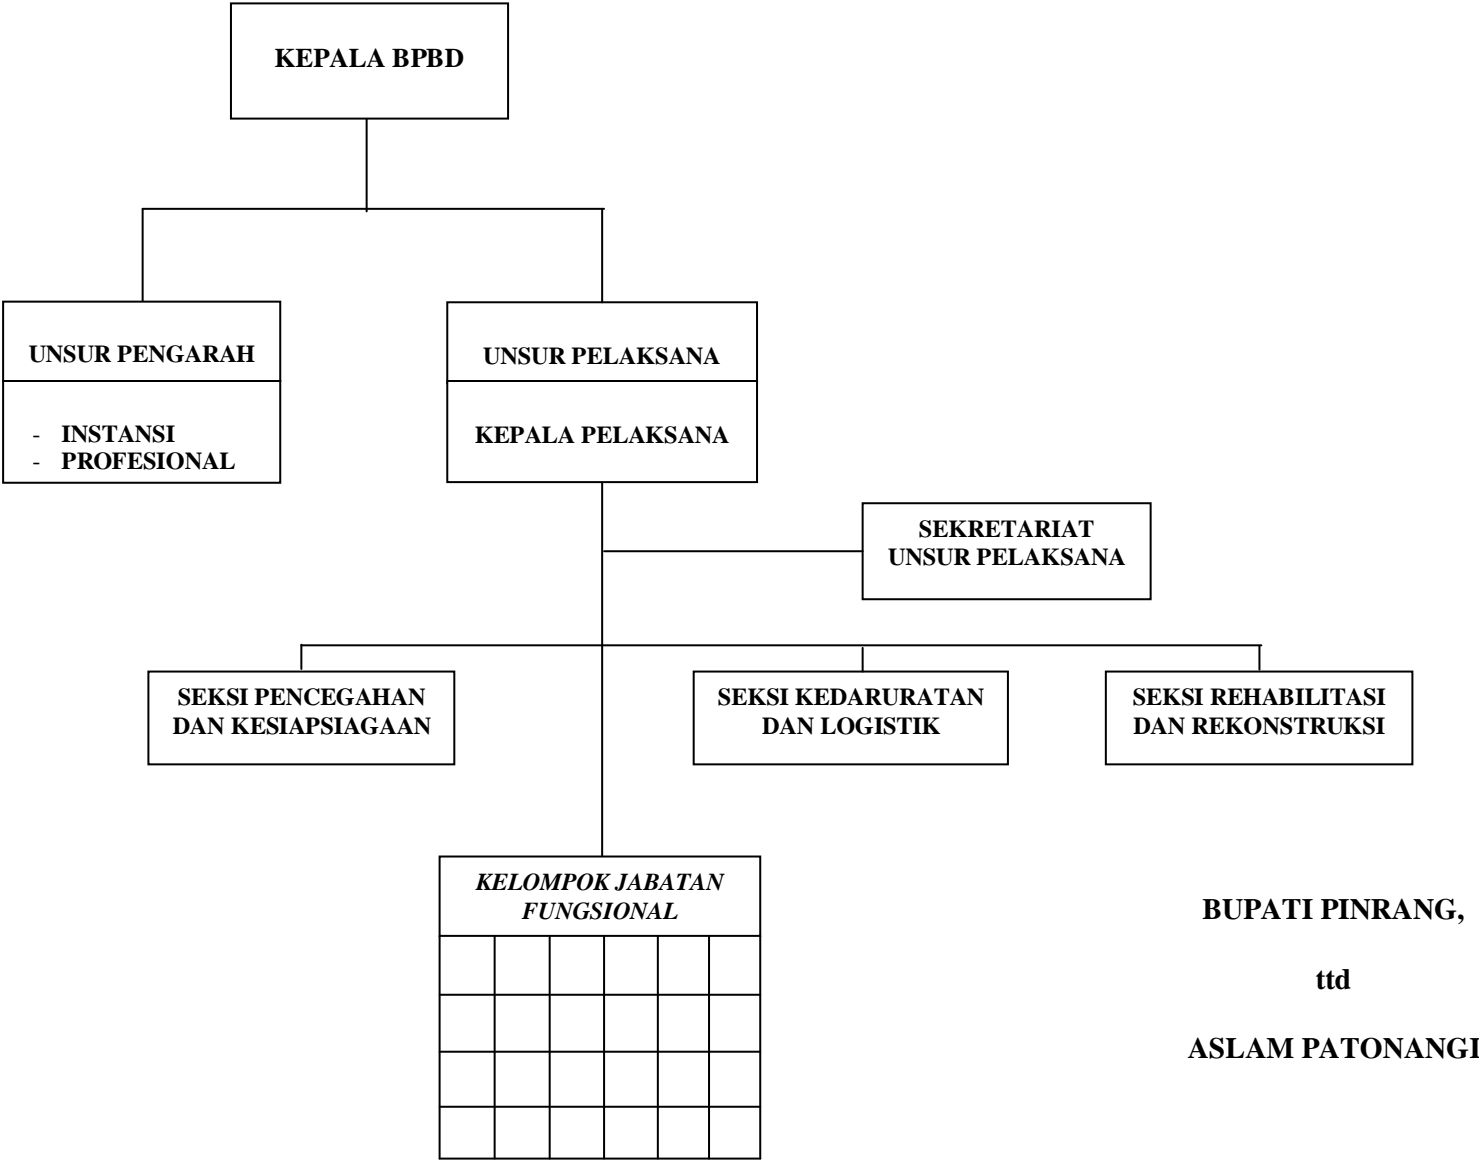 KEPALA BPBD
UNSUR PENGARAH
- INSTANSI
- PROFESIONAL
UNSUR PELAKSANA
KEPALA PELAKSANA
SEKRETARIAT
UNSUR PELAKSANA
SEKSI PENCEGAHAN
DAN KESIAPSIAGAAN
SEKSI KEDARURATAN
DAN LOGISTIK
SEKSI REHABILITASI
DAN REKONSTRUKSI
KELOMPOK JABATAN
FUNGSIONAL
BUPATI PINRANG,
ttd
ASLAM PATONANGI